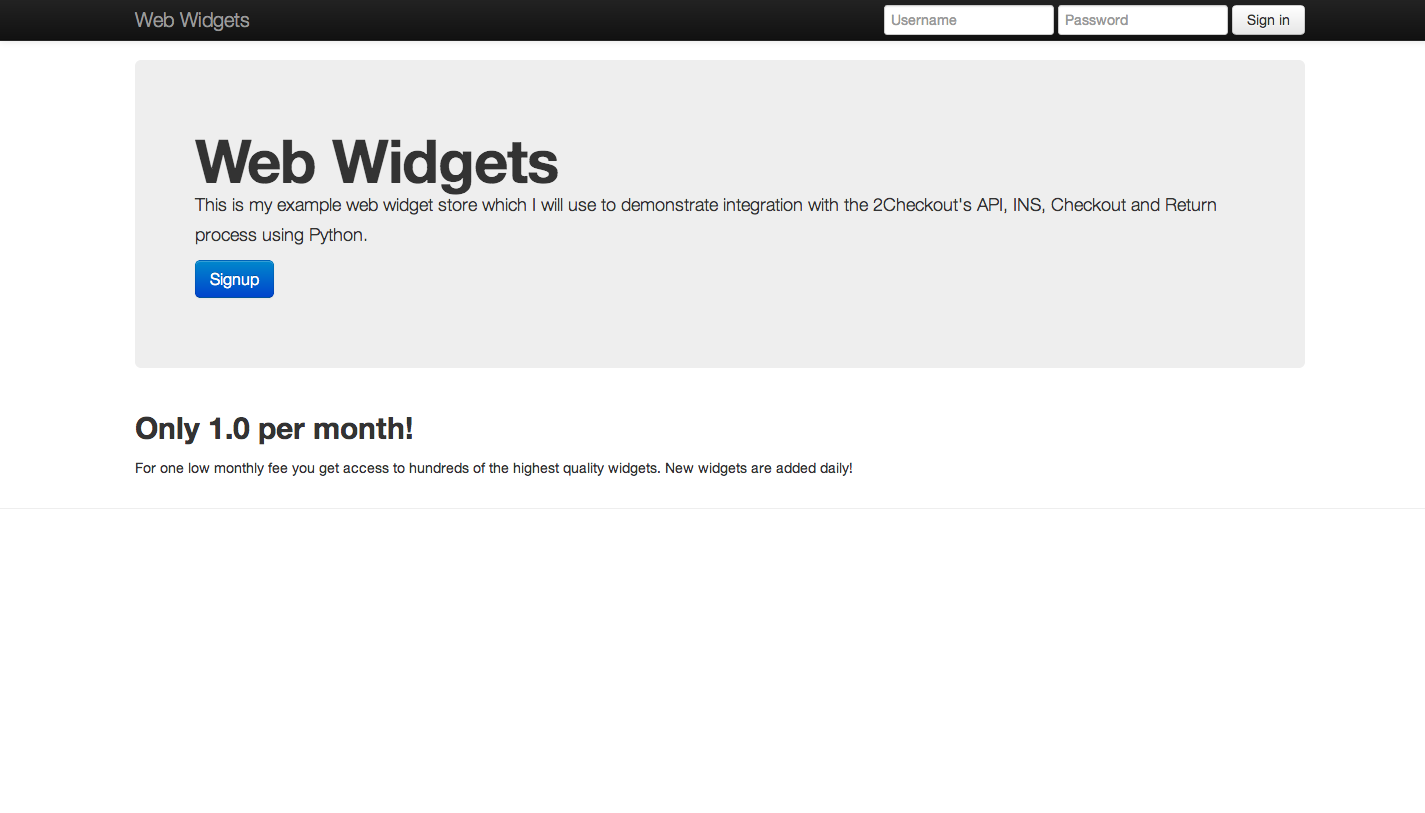 Web Widgets
Username
Password
Sign in
Web Widgets
This is my example web widget store which I will use to demonstrate integration with the 2Checkout's API, INS, Checkout and Return
process using Python.
Signup
Only 1.0 per month!
For one low monthly fee you get access to hundreds of the highest quality widgets. New widgets are added daily!